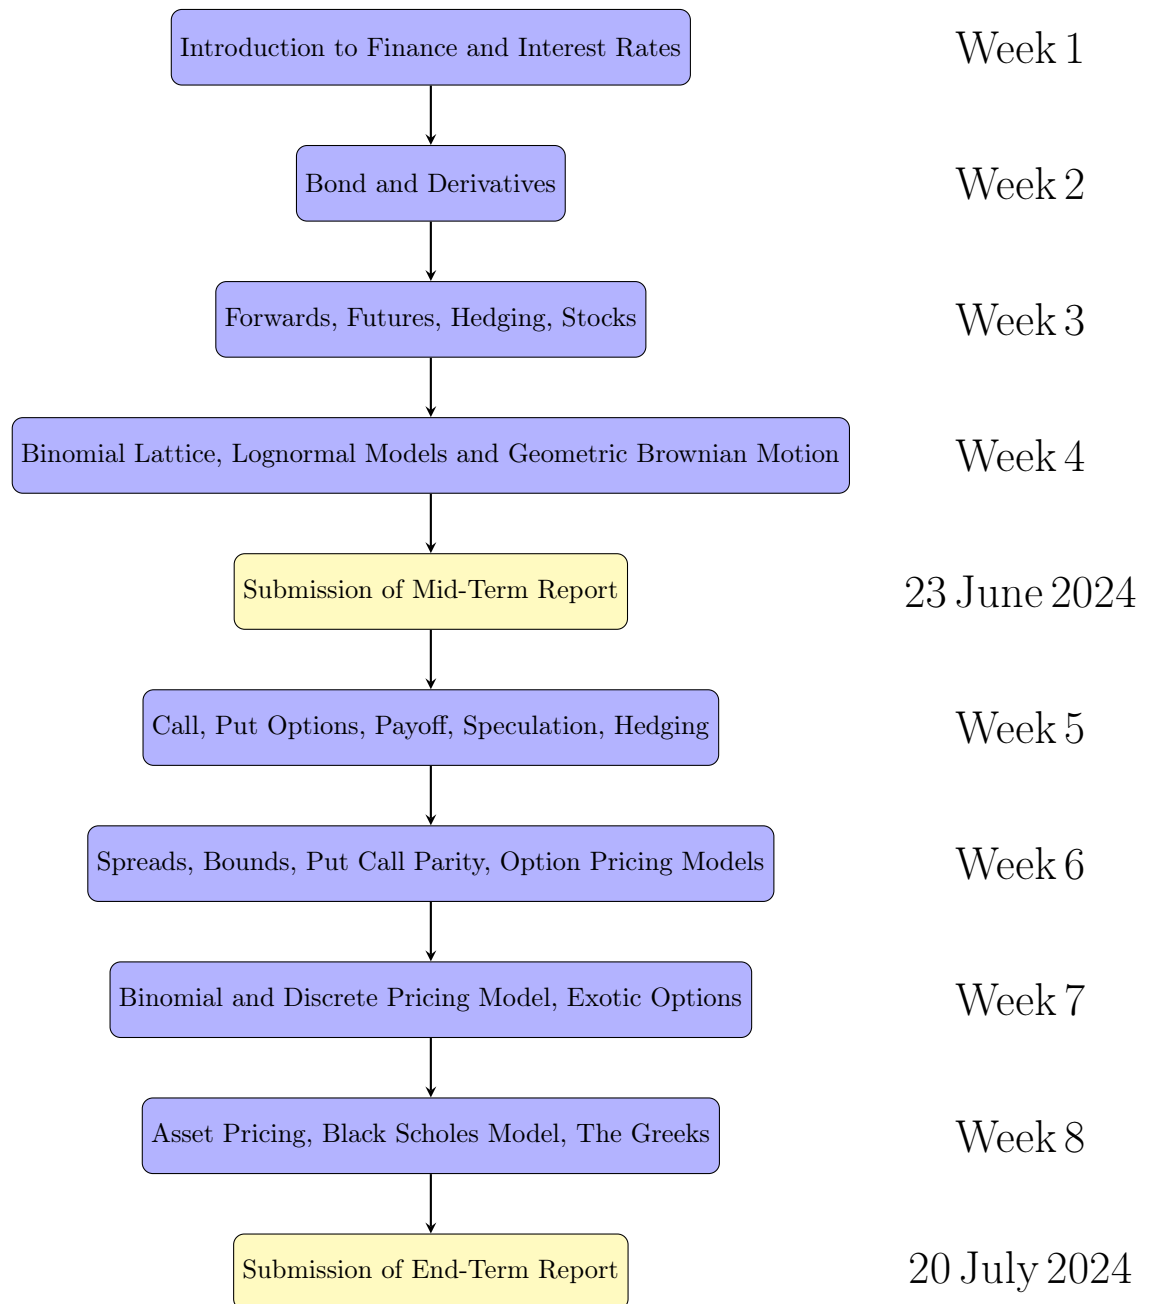 Introduction to Finance and Interest Rates
Week 1
Bond and Derivatives
Week 2
Forwards, Futures, Hedging, Stocks
Week 3
Binomial Lattice, Lognormal Models and Geometric Brownian Motion
Week 4
Submission of Mid-Term Report
23 June 2024
Call, Put Options, Payoff, Speculation, Hedging
Week 5
Spreads, Bounds, Put Call Parity, Option Pricing Models
Week 6
Binomial and Discrete Pricing Model, Exotic Options
Week 7
Asset Pricing, Black Scholes Model, The Greeks
Week 8
Submission of End-Term Report
20 July 2024